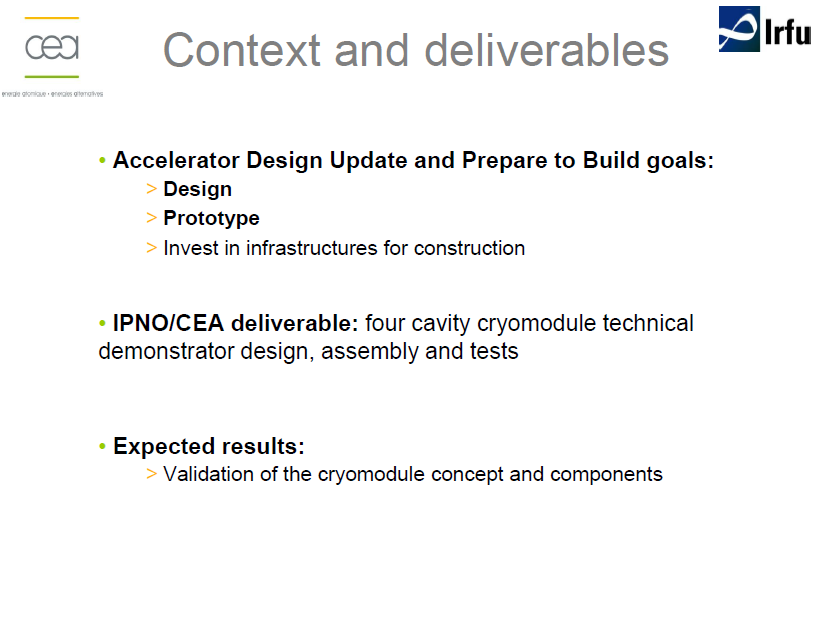 cea
énergie atomique • énergies alternatives
Irfu
Context and deliverables
• Accelerator Design Update and Prepare to Build goals:
> Design
> Prototype
> Invest in infrastructures for construction
• IPNO/CEA deliverable: four cavity cryomodule technical
demonstrator design, assembly and tests
• Expected results:
> Validation of the cryomodule concept and components